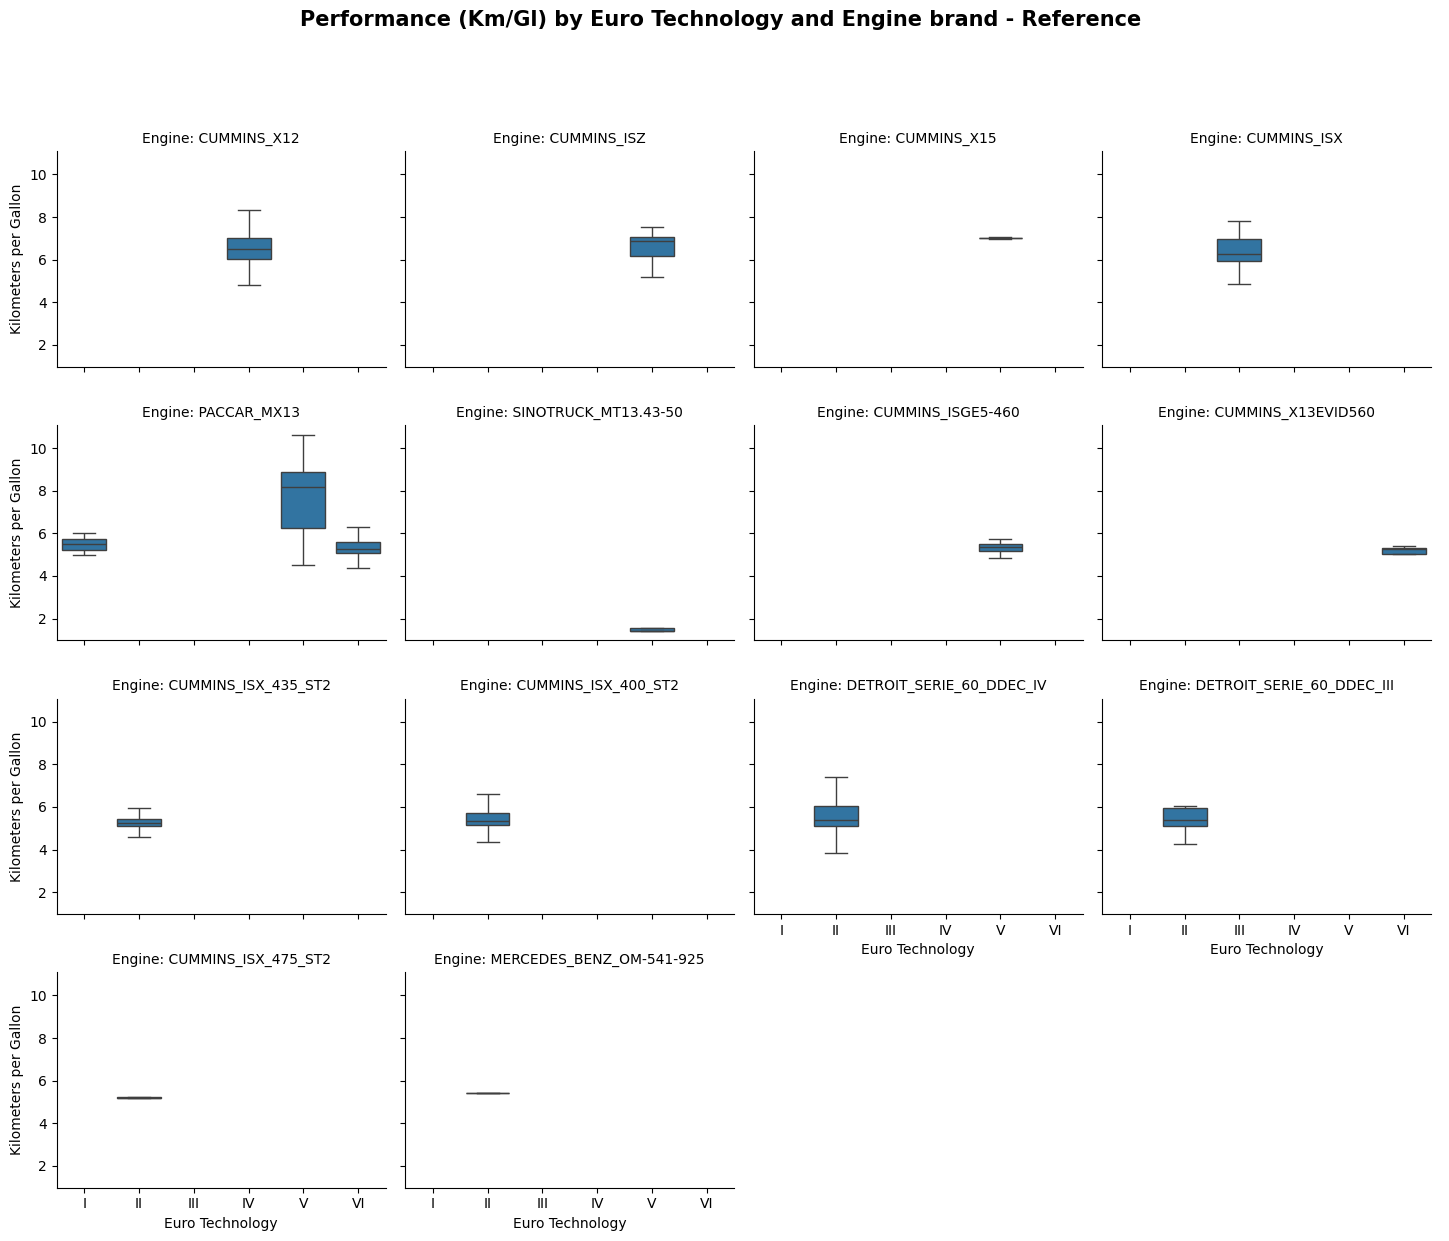 Performance (Km/Gl) by Euro Technology and Engine brand - Reference
Engine: CUMMINS_X12
Engine: CUMMINS_ISZ
Engine: CUMMINS_X15
Engine: CUMMINS_ISX
Kilometers per Gallon
10
8
6
4
2
Engine: PACCAR_MX13
Engine: SINOTRUCK_MT13.43-50
Engine: CUMMINS_ISGE5-460
Engine: CUMMINS_X13EVID560
Kilometers per Gallon
10
8
6
4
2
Engine: CUMMINS_ISX_435_ST2
Engine: CUMMINS_ISX_400_ST2
Engine: DETROIT_SERIE_60_DDEC_IV
Engine: DETROIT_SERIE_60_DDEC_III
Kilometers per Gallon
10
8
6
4
2
I II III IV V VI
Euro Technology
I II III IV V VI
Euro Technology
Engine: CUMMINS_ISX_475_ST2
Engine: MERCEDES_BENZ_OM-541-925
Kilometers per Gallon
10
8
6
4
2
I II III IV V VI
Euro Technology
I II III IV V VI
Euro Technology